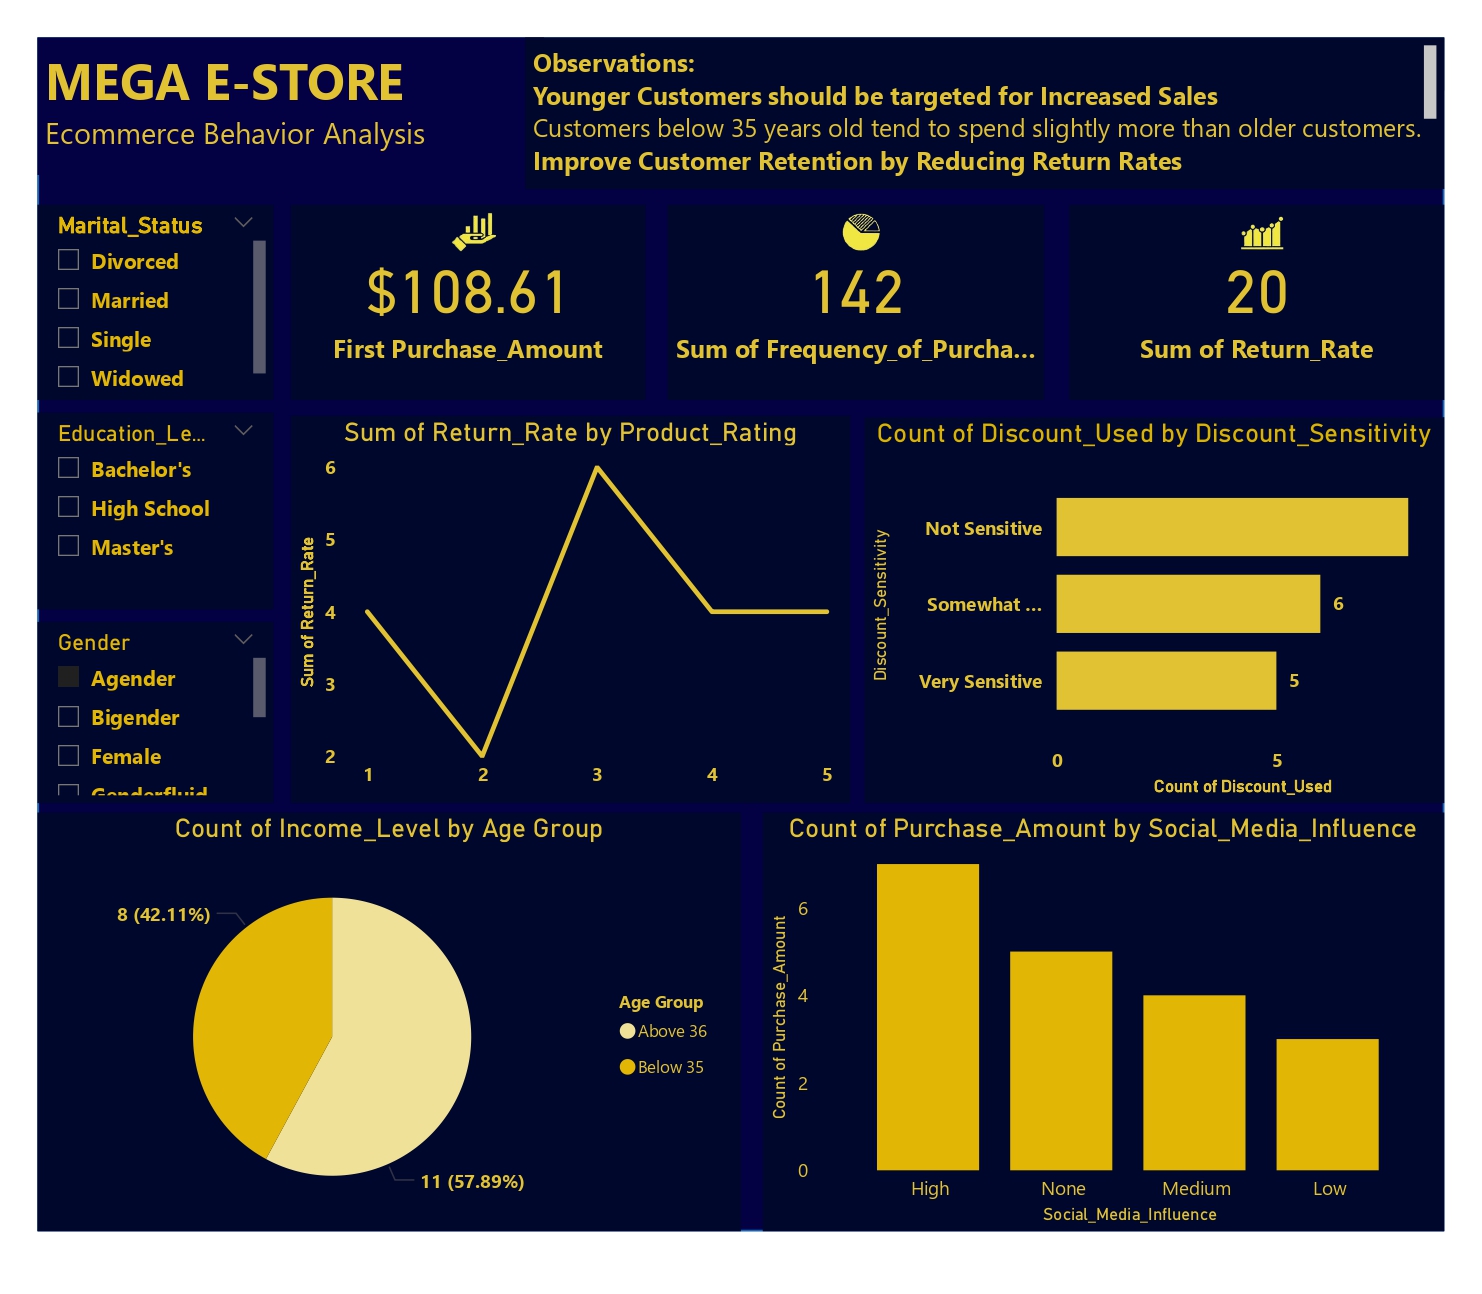 MEGA E-STORE
Ecommerce Behavior Analysis
Observations:
Younger Customers should be targeted for Increased Sales
Customers below 35 years old tend to spend slightly more than older customers.
Improve Customer Retention by Reducing Return Rates
Marital_Status
Divorced
Married
Single
Widowed
$108.61
First Purchase_Amount
142
Sum of Frequency_of_Purcha...
20
Sum of Return_Rate
Education_Le...
Bachelor's
High School
Master's
Gender
Agender
Bigender
Female
Genderfluid
Sum of Return_Rate by Product_Rating
Sum of Return_Rate
6
5
4
3
2
1 2 3 4 5
Count of Discount_Used by Discount_Sensitivity
Discount_Sensitivity
Not Sensitive
Somewhat ... 6
Very Sensitive 5
0 5
Count of Discount_Used
Count of Income_Level by Age Group
8 (42.11%)
11 (57.89%)
Age Group
Above 36
Below 35
Count of Purchase_Amount by Social_Media_Influence
Count of Purchase_Amount
6
4
2
0
High None Medium Low
Social_Media_Influence